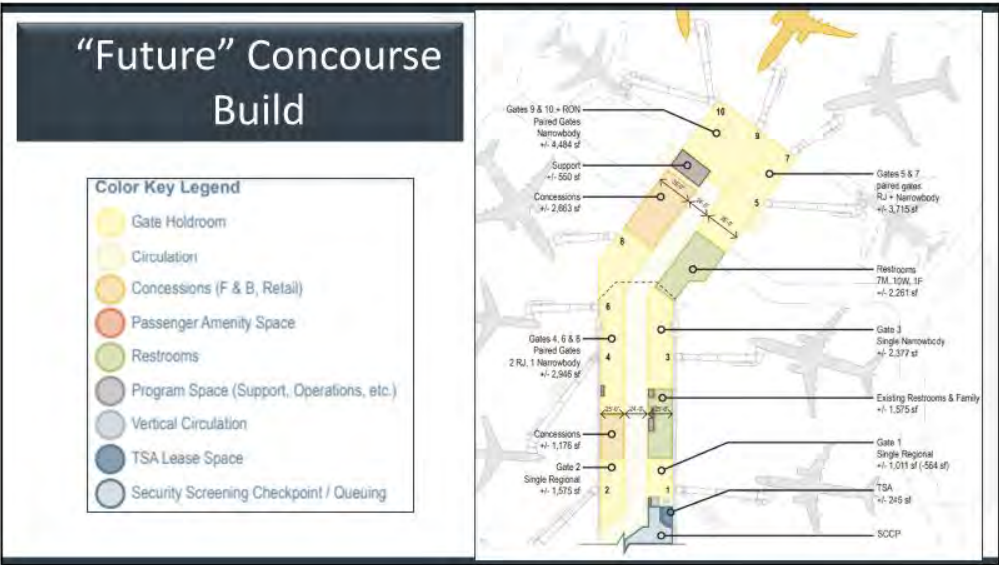 “Future” Concourse
Build
Color Key Legend
Gate Holdroom
Circulation
Concessions (F & B, Retail)
Passenger Amenity Space
Restrooms
Program Space (Support, Operations, etc.)
Vertical Circulation
TSA Lease Space
Security Screening Checkpoint / Queuing
Gates 9 & 10 + RON
Paired Gates
Narrowbody
+/- 4,484 sf
Support
+/- 550 sf
Concessions
+/- 2,663 sf
Gates 4, 6 & 8
Paired Gates
2 RJ, 1 Narrowbody
+/- 2,946 sf
Concessions
+/- 1,176 sf
Gate 2
Single Regional
+/- 1,575 sf
10
9
7
5
8
6
4
3
2
1
24'-0"
Gates 5 & 7
paired gates
RJ + Narrowbody
+/- 3,715 sf
Restrooms
7M, 10W, 1F
+/- 2,261 sf
Gate 3
Single Narrowbody
+/- 2,377 sf
Existing Restrooms & Family
+/- 1,575 sf
Gate 1
Single Regional
+/- 1,011 sf (-564 sf)
TSA
+/- 245 sf
SCCP